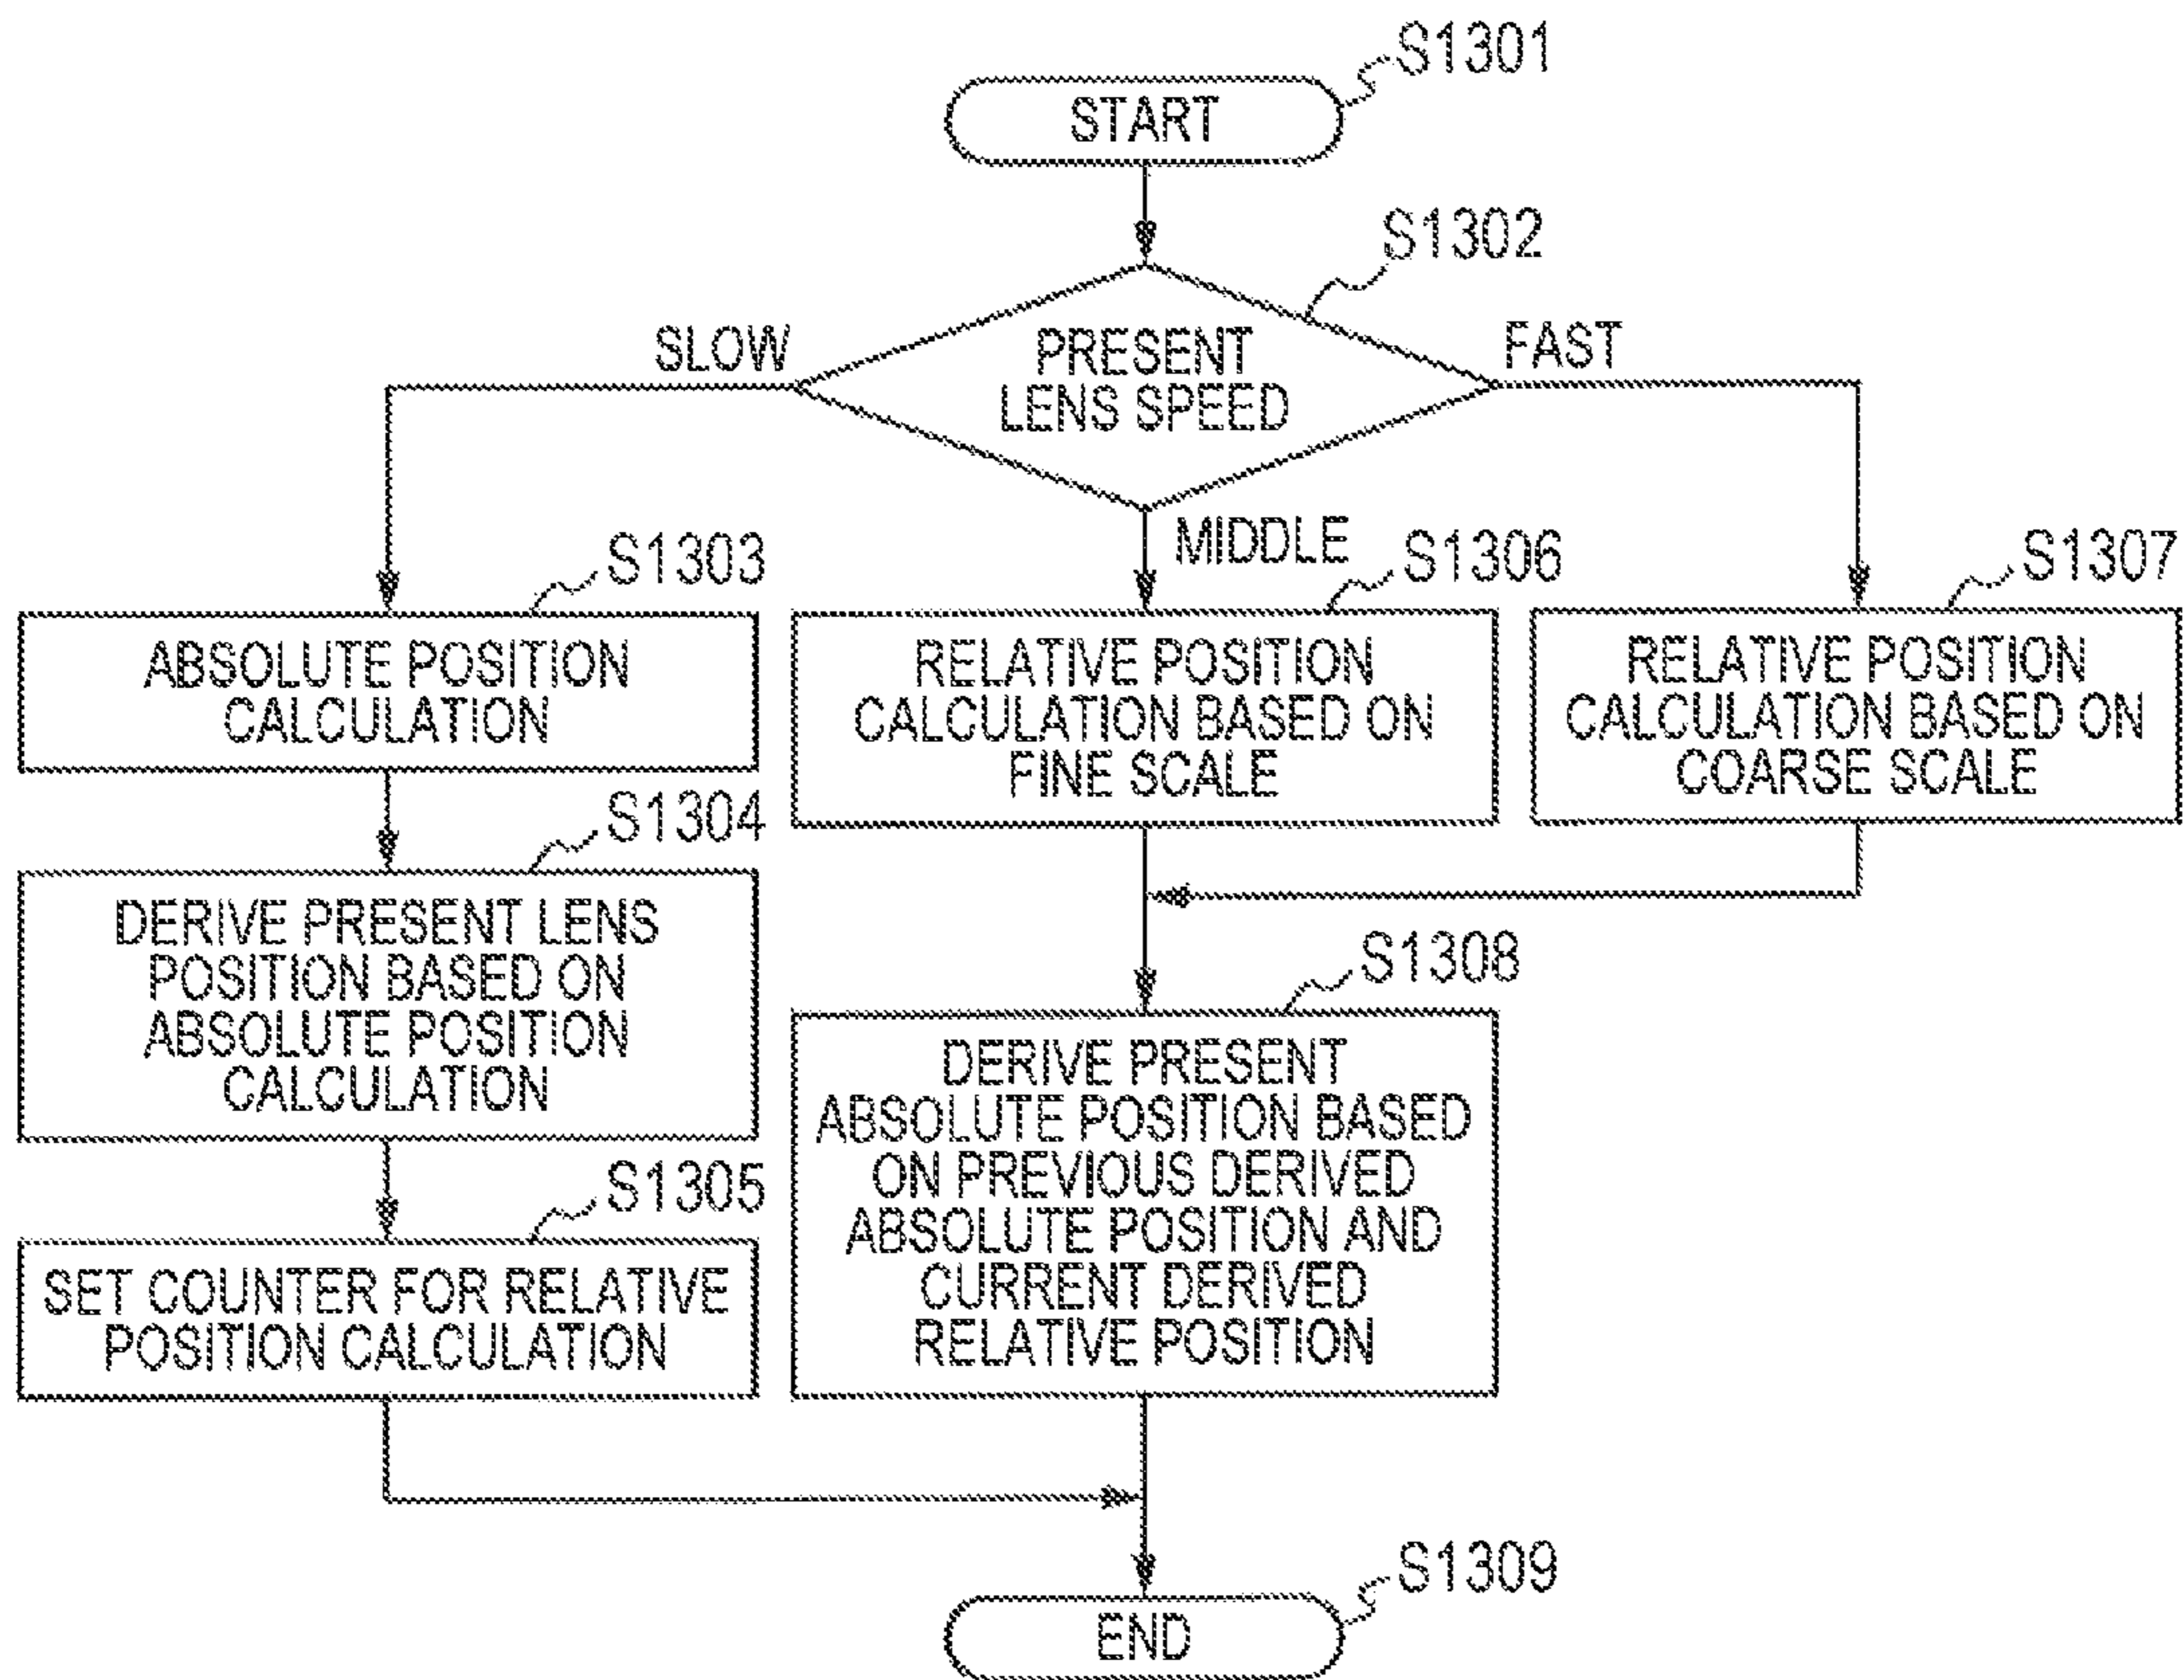 S1301
START
S1302
SLOW
PRESENT
LENS SPEED
FAST
MIDDLE
S1303
ABSOLUTE POSITION
CALCULATION
S1306
RELATIVE POSITION
CALCULATION BASED ON
FINE SCALE
S1307
RELATIVE POSITION
CALCULATION BASED ON
COARSE SCALE
S1304
DERIVE PRESENT LENS
POSITION BASED ON
ABSOLUTE POSITION
CALCULATION
S1305
SET COUNTER FOR RELATIVE
POSITION CALCULATION
S1308
DERIVE PRESENT
ABSOLUTE POSITION BASED
ON PREVIOUS DERIVED
ABSOLUTE POSITION AND
CURRENT DERIVED
RELATIVE POSITION
S1309
END